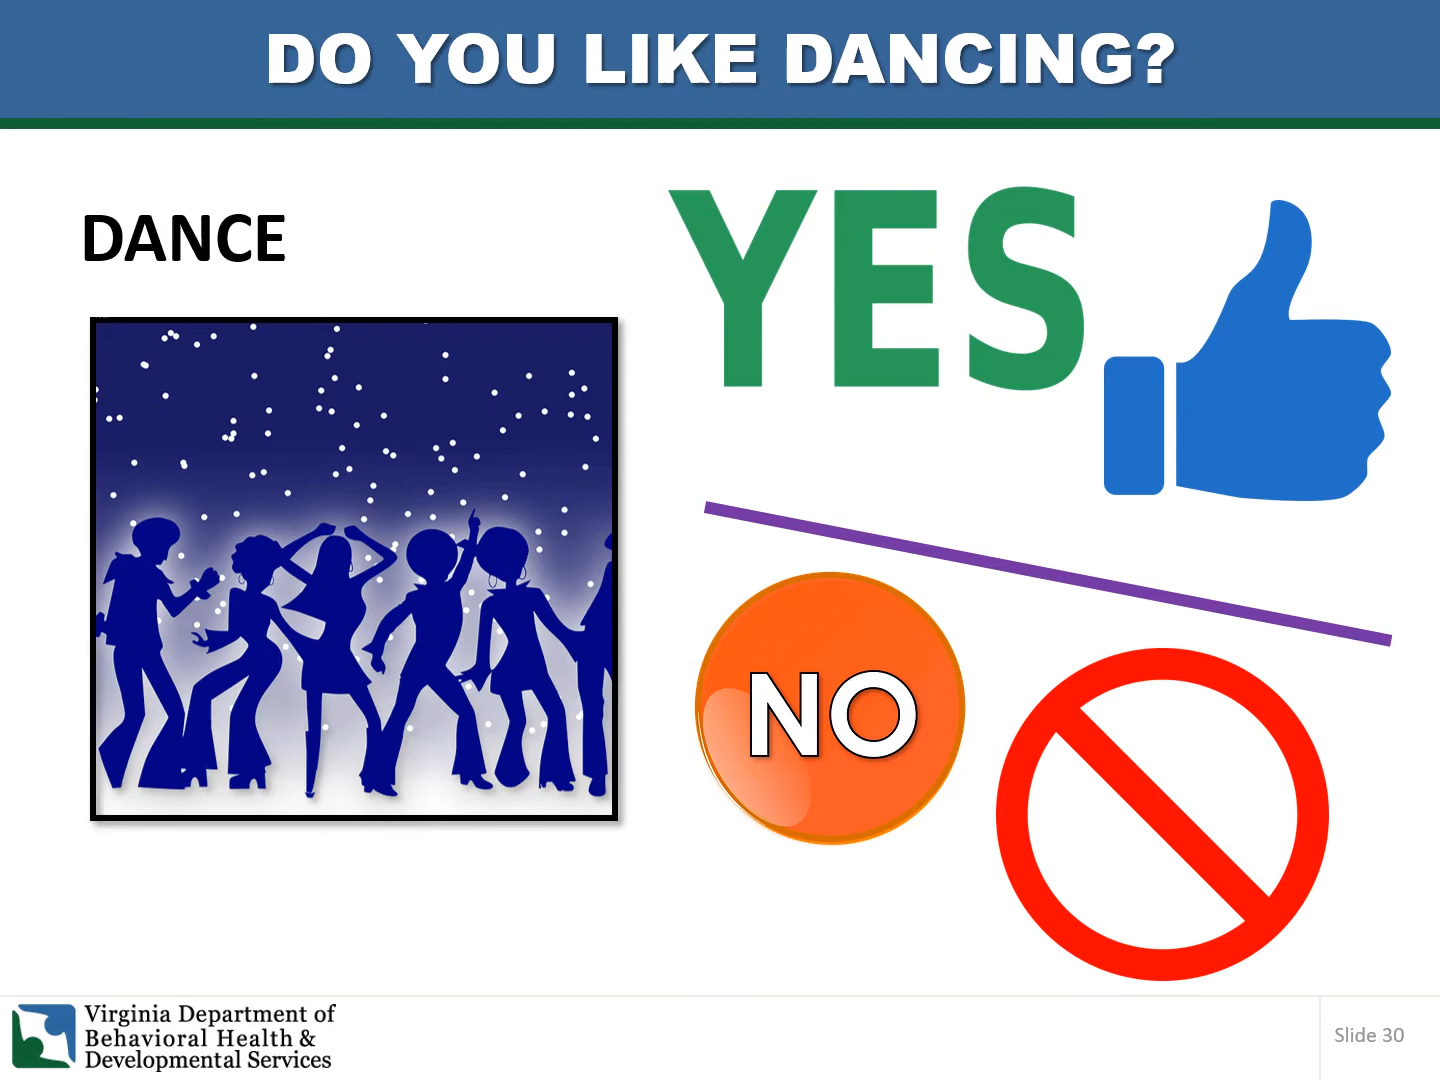 DO YOU LIKE DANCING?
DANCE
YES
NO
Virginia Department of
Behavioral Health &
Developmental Services
Slide 30